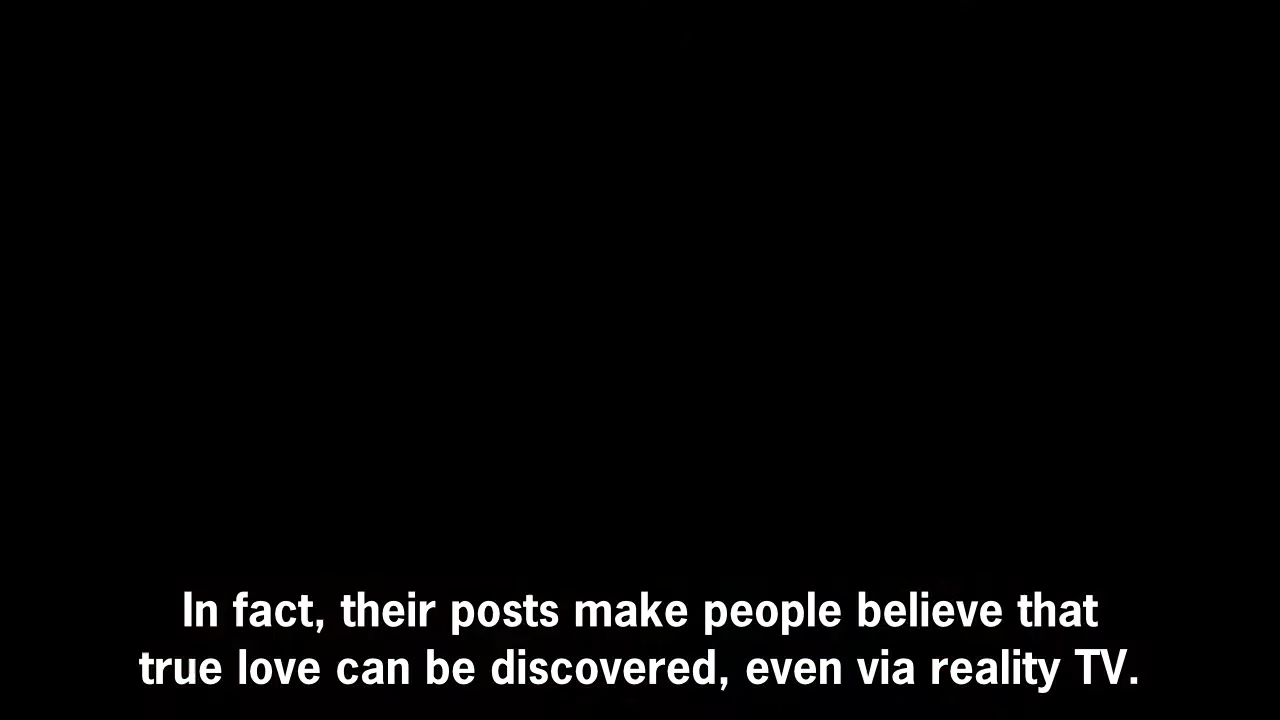 In fact, their posts make people believe that
true love can be discovered, even via reality TV.